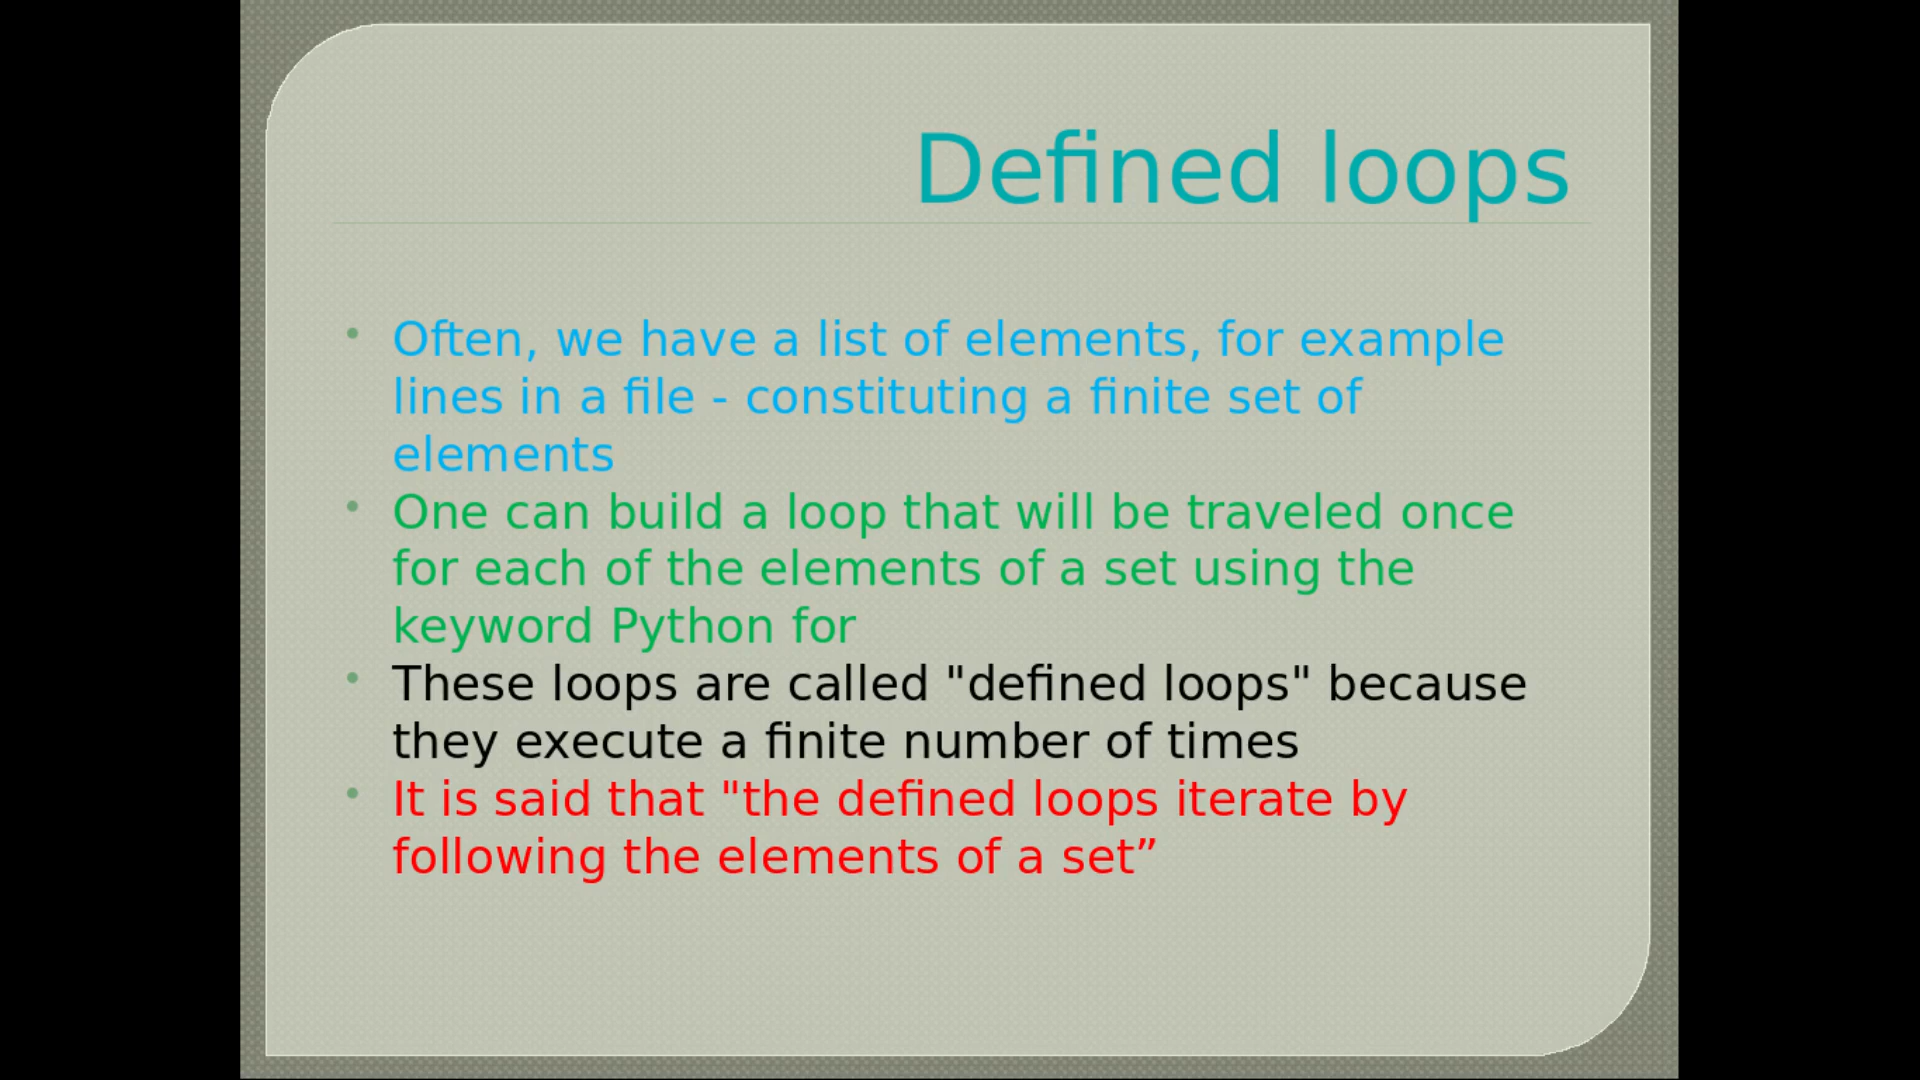 Defined loops
• Often, we have a list of elements, for example
lines in a file - constituting a finite set of
elements
• One can build a loop that will be traveled once
for each of the elements of a set using the
keyword Python for
• These loops are called "defined loops" because
they execute a finite number of times
• It is said that "the defined loops iterate by
following the elements of a set”